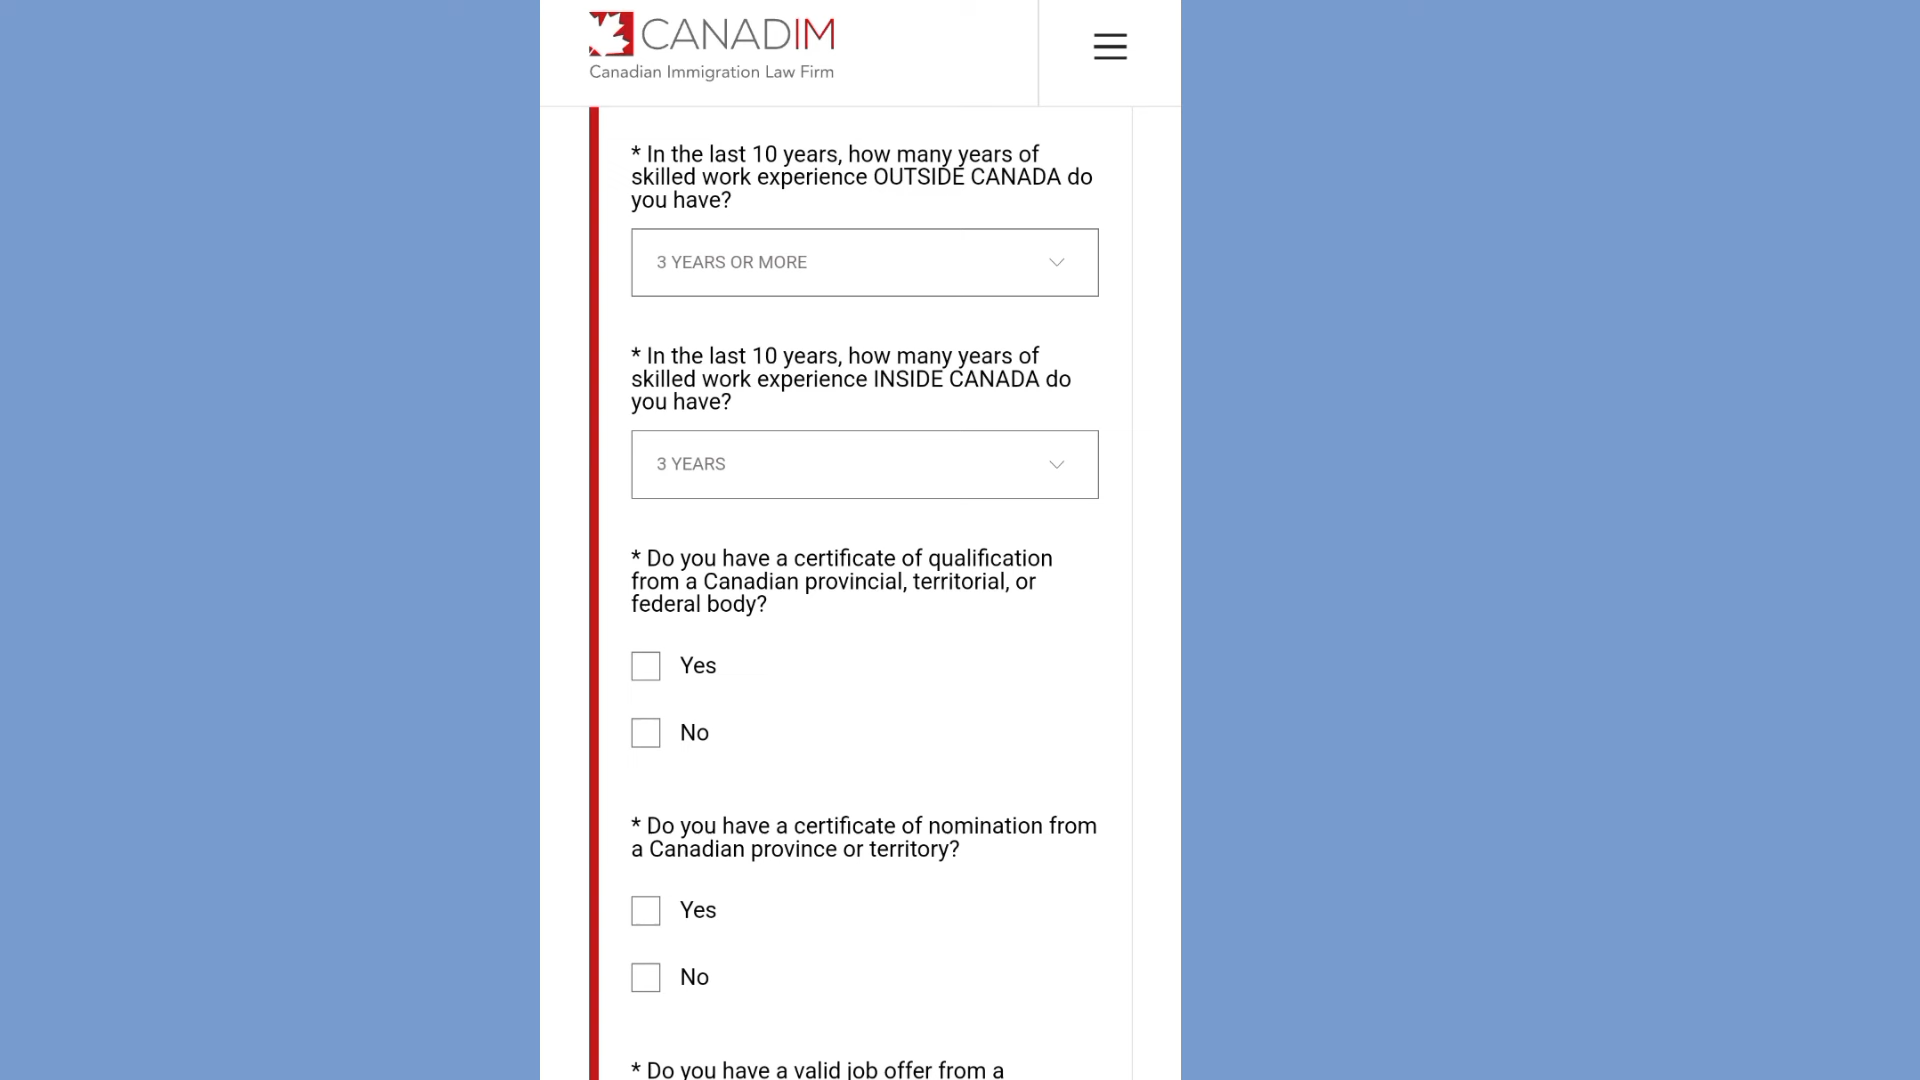 CANADIM
Canadian Immigration Law Firm
* In the last 10 years, how many years of
skilled work experience OUTSIDE CANADA do
you have?
3 YEARS OR MORE
* In the last 10 years, how many years of
skilled work experience INSIDE CANADA do
you have?
3 YEARS
* Do you have a certificate of qualification
from a Canadian provincial, territorial, or
federal body?
Yes
No
* Do you have a certificate of nomination from
a Canadian province or territory?
Yes
No
* Do you have a valid job offer from a